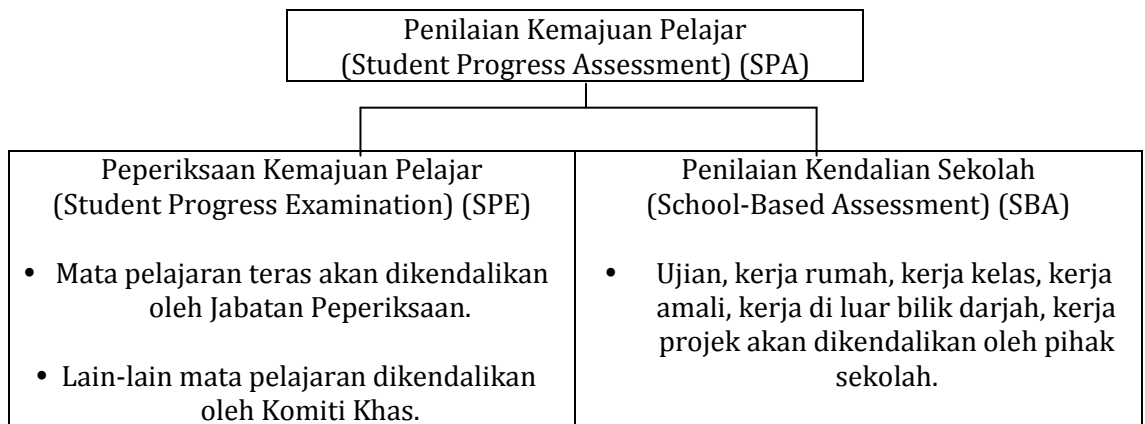 Penilaian Kemajuan Pelajar
(Student Progress Assessment) (SPA)
Peperiksaan Kemajuan Pelajar
(Student Progress Examination) (SPE)
• Mata pelajaran teras akan dikendalikan
oleh Jabatan Peperiksaan.
• Lain-lain mata pelajaran dikendalikan
oleh Komiti Khas.
Penilaian Kendalian Sekolah
(School-Based Assessment) (SBA)
• Ujian, kerja rumah, kerja kelas, kerja
amali, kerja di luar bilik darjah, kerja
projek akan dikendalikan oleh pihak
sekolah.